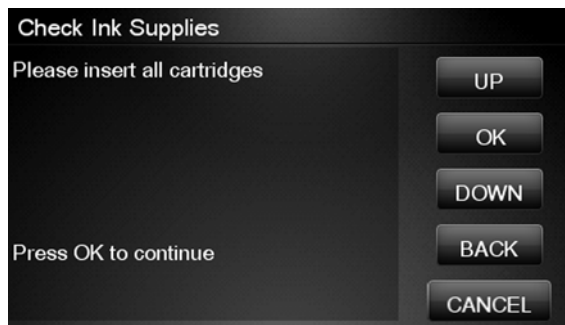 Check Ink Supplies
Please insert all cartridges
Press OK to continue
UP
OK
DOWN
BACK
CANCEL